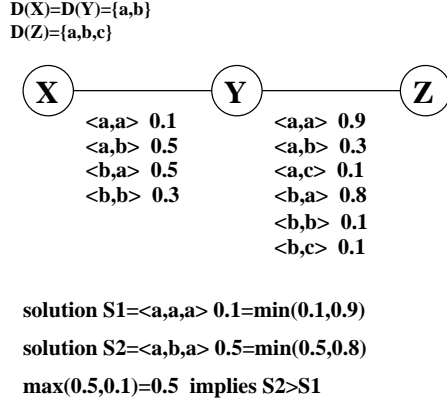 D(X)=D(Y)={a,b}
D(Z)={a,b,c}
X Y Z
<a,a> 0.1
<a,b> 0.5
<b,a> 0.5
<b,b> 0.3
<a,a> 0.9
<a,b> 0.3
<a,c> 0.1
<b,a> 0.8
<b,b> 0.1
<b,c> 0.1
solution S1=<a,a,a> 0.1=min(0.1,0.9)
solution S2=<a,b,a> 0.5=min(0.5,0.8)
max(0.5,0.1)=0.5 implies S2>S1